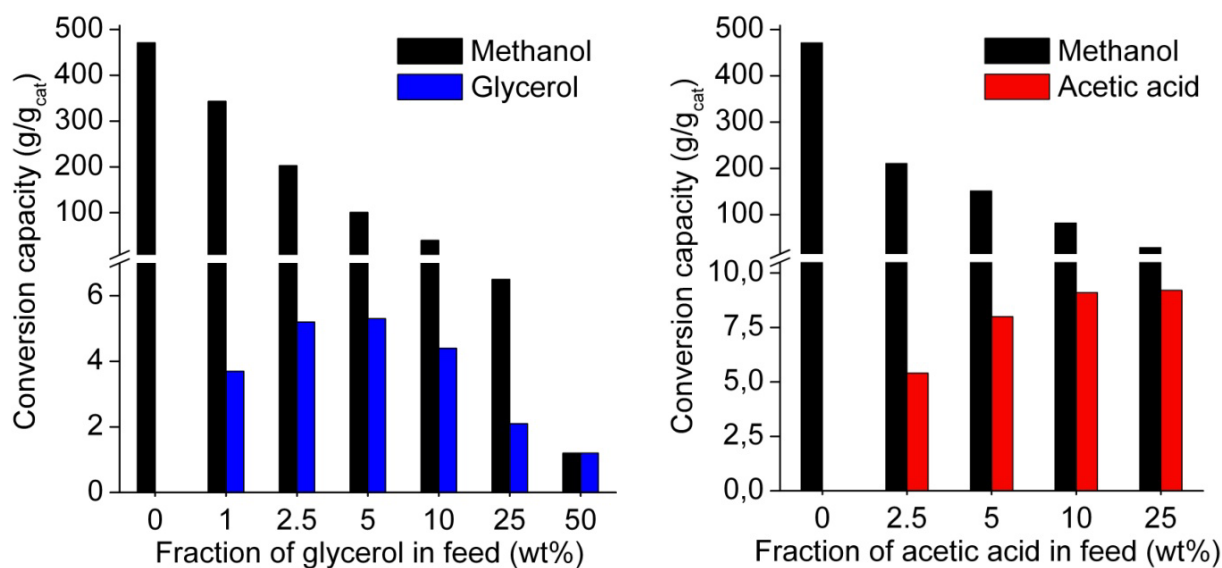 Conversion capacity (g/gcat)
500
400
300
200
100
6
4
2
0
Methanol
Glycerol
0 1 2.5 5 10 25 50
Fraction of glycerol in feed (wt%)
Conversion capacity (g/gcat)
500
400
300
200
100
10,0
7,5
5,0
2,5
0,0
Methanol
Acetic acid
0 2.5 5 10 25
Fraction of acetic acid in feed (wt%)